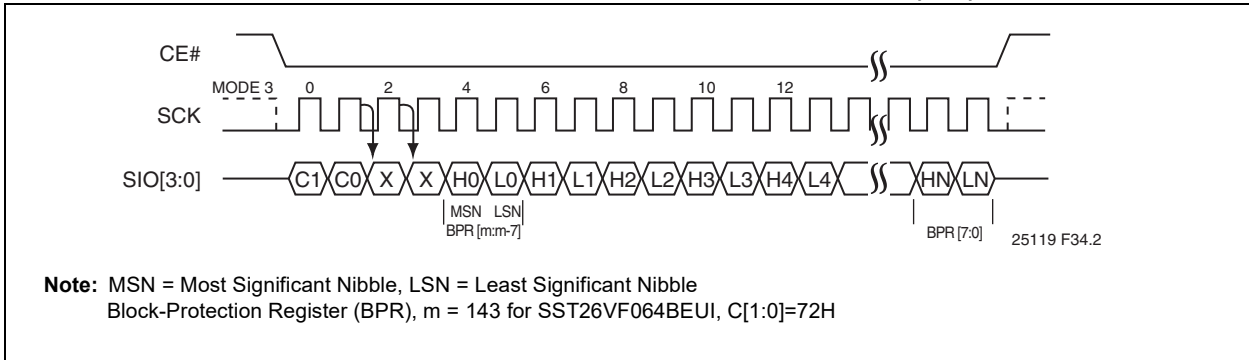 CE#
MODE 3 0 2 4 6 8 10 12
SCK
SIO[3:0] C1 C0 X X H0 L0 H1 L1 H2 L2 H3 L3 H4 L4 HN LN
MSN LSN
BPR [m:m-7]
BPR [7:0]
25119 F34.2
Note: MSN = Most Significant Nibble, LSN = Least Significant Nibble
Block-Protection Register (BPR), m = 143 for SST26VF064BEUI, C[1:0]=72H